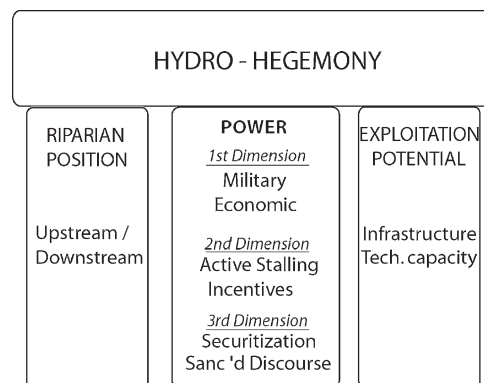 HYDRO - HEGEMONY
RIPARIAN
POSITION
Upstream /
Downstream
POWER
1st Dimension
Military
Economic
2nd Dimension
Active Stalling
Incentives
3rd Dimension
Securitization
Sanc 'd Discourse
EXPLOITATION
POTENTIAL
Infrastructure
Tech. capacity